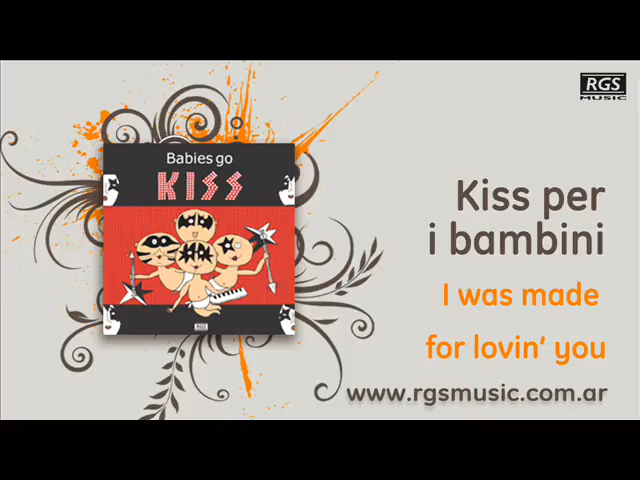 RGS
MUSIC
Babies go
KISS
RGS
Kiss per
i bambini
I was made
for lovin' you
www.rgsmusic.com.ar